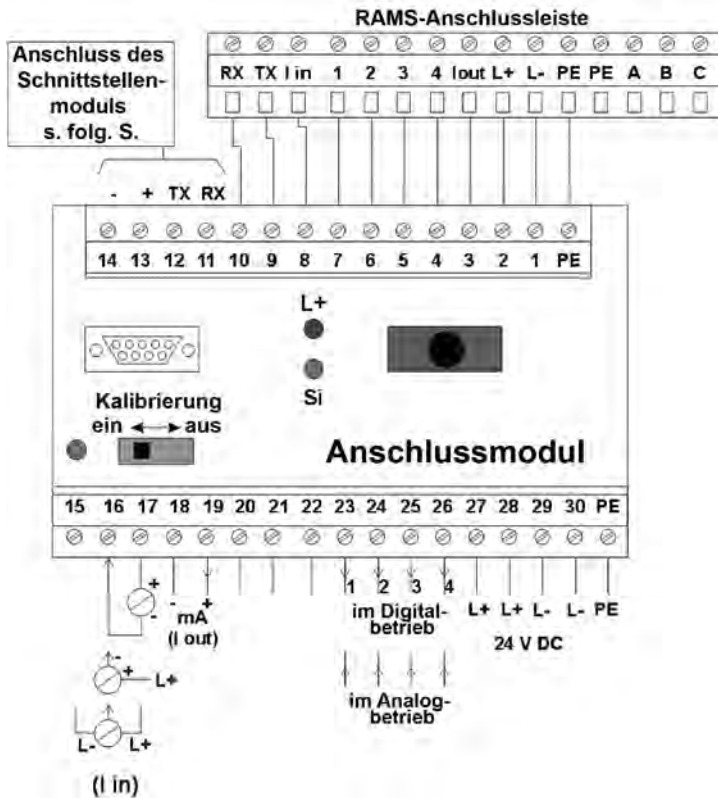 RAMS-Anschlussleiste
Anschluss des
Schnittstellen-
moduls
s. folg. S.
RX TX I in 1 2 3 4 Iout L+ L- PE PE A B C
- + TX RX
14 13 12 11 10 9 8 7 6 5 4 3 2 1 PE
L+
Si
Kalibrierung
ein aus
Anschlussmodul
15 16 17 18 19 20 21 22 23 24 25 26 27 28 29 30 PE
+
-
- +
mA
(I out)
1 2 3 4
im Digital-
betrieb
L+ L+ L- L- PE
24 V DC
-
+ L+
L- L+
(I in)
im Analog-
betrieb